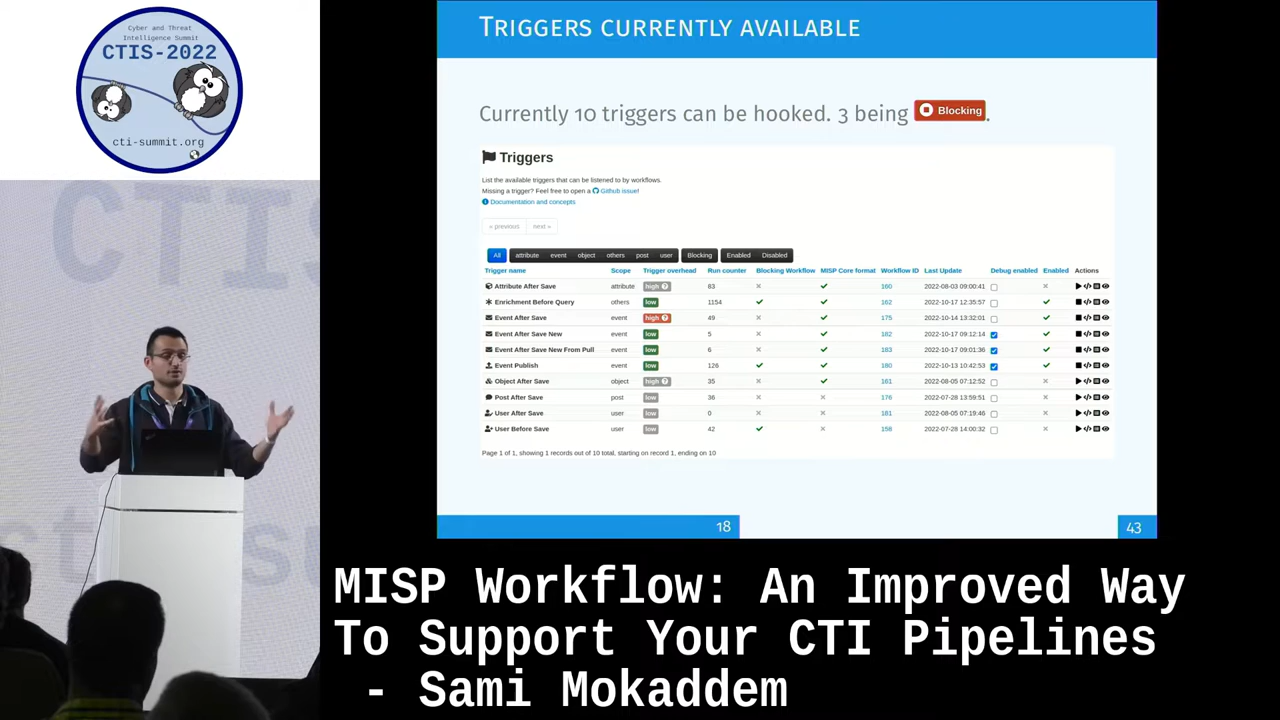 Cyber and Threat
Intelligence Summit
CTIS-2022
cti-summit.org
TRIGGERS CURRENTLY AVAILABLE
Currently 10 triggers can be hooked. 3 being Blocking.
Triggers
List the available triggers that can be listened to by workflows.
Missing a trigger? Feel free to open a Github issue!
Documentation and concepts
« previous next »
All attribute event object others post user Blocking Enabled Disabled
Trigger name Scope Trigger overhead Run counter Blocking Workflow MISP Core format Workflow ID Last Update Debug enabled Enabled Actions
Attribute After Save attribute high 83 160 2022-08-03 09:00:41
Enrichment Before Query others low 1154 162 2022-10-17 12:35:57
Event After Save event high 49 175 2022-10-14 13:32:01
Event After Save New event low 5 182 2022-10-17 09:12:14
Event After Save New From Pull event low 6 183 2022-10-17 09:01:36
Event Publish event low 126 180 2022-10-13 10:42:53
Object After Save object high 35 161 2022-08-05 07:12:52
Post After Save post low 36 176 2022-07-28 13:59:51
User After Save user low 0 181 2022-08-05 07:19:46
User Before Save user low 42 158 2022-07-28 14:00:32
Page 1 of 1, showing 1 records out of 10 total, starting on record 1, ending on 10
18
43
MISP Workflow: An Improved Way
To Support Your CTI Pipelines
- Sami Mokaddem